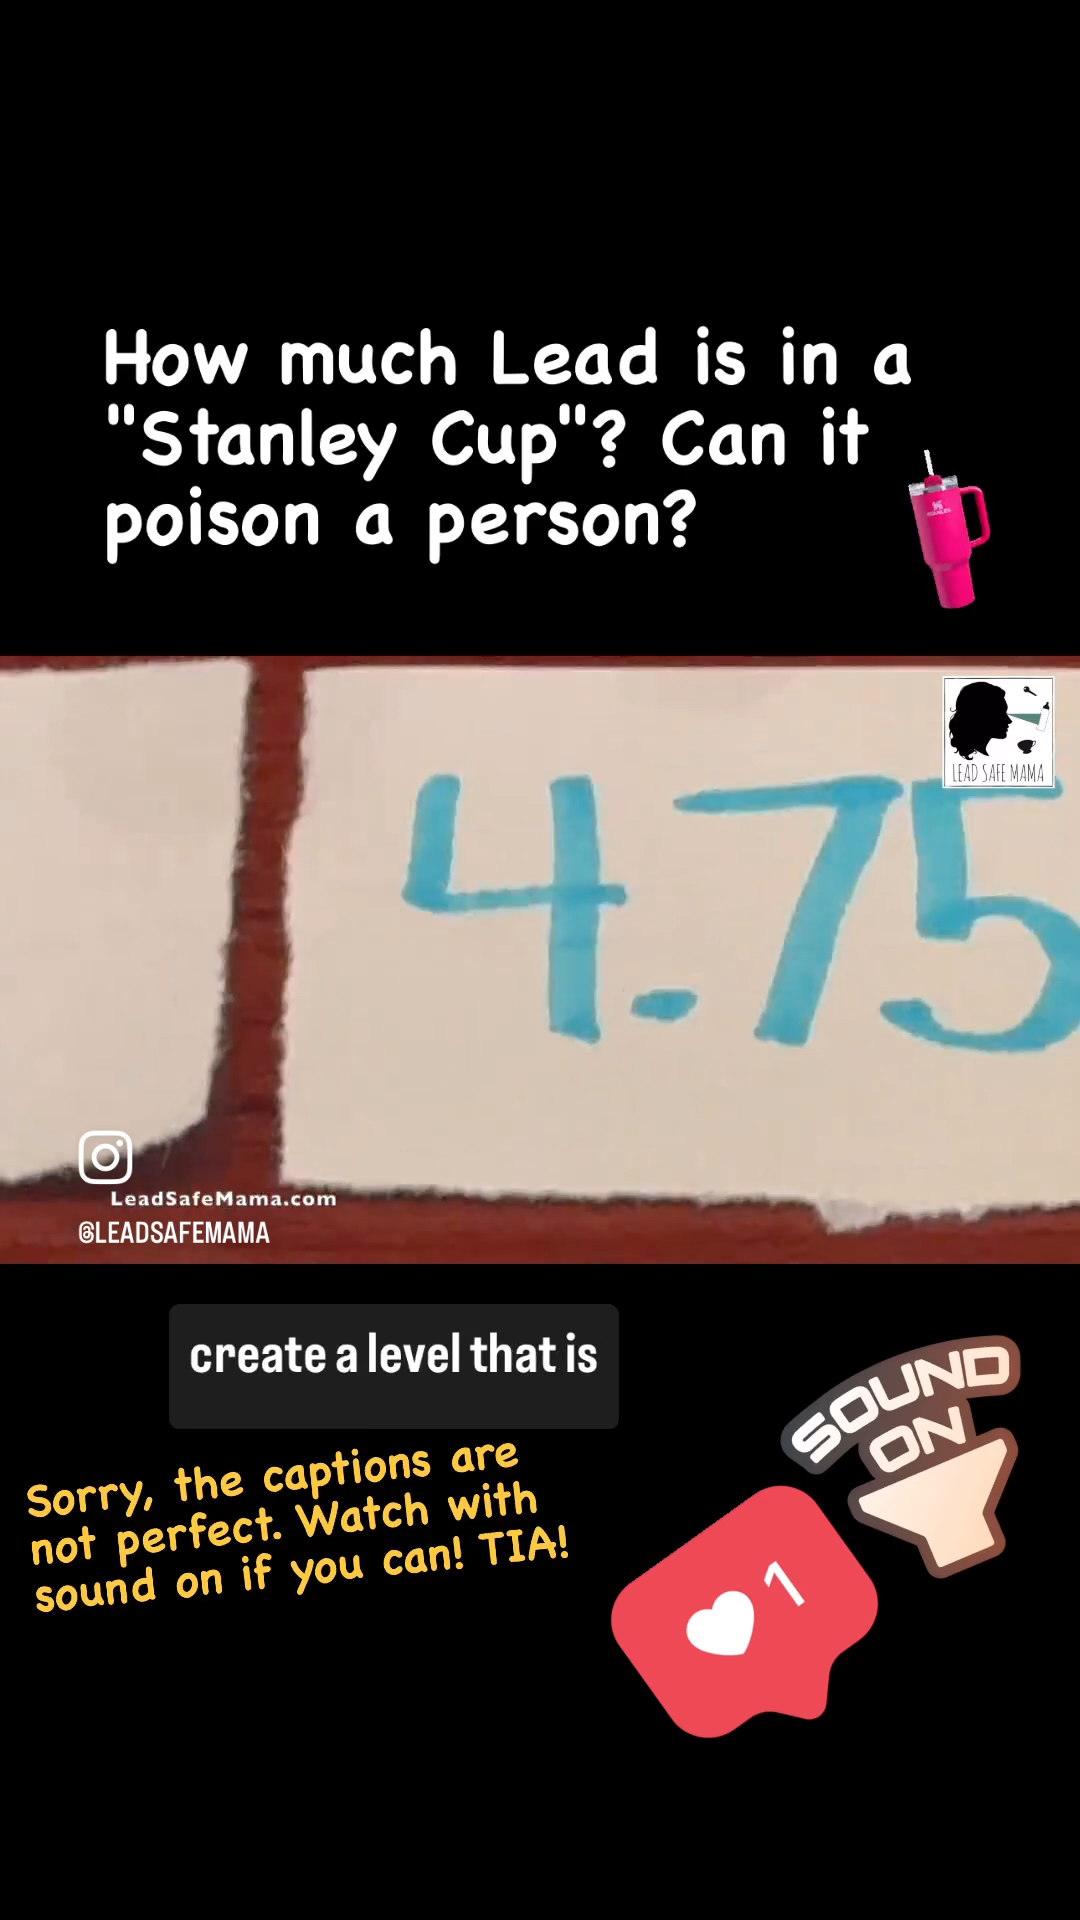 How much Lead is in a
"Stanley Cup"? Can it
poison a person?
STANLEY
LEAD SAFE MAMA
4.75
LeadSafeMama.com
@LEADSAFEMAMA
create a level that is
SOUND
ON
Sorry, the captions are
not perfect. Watch with
sound on if you can! TIA!
1